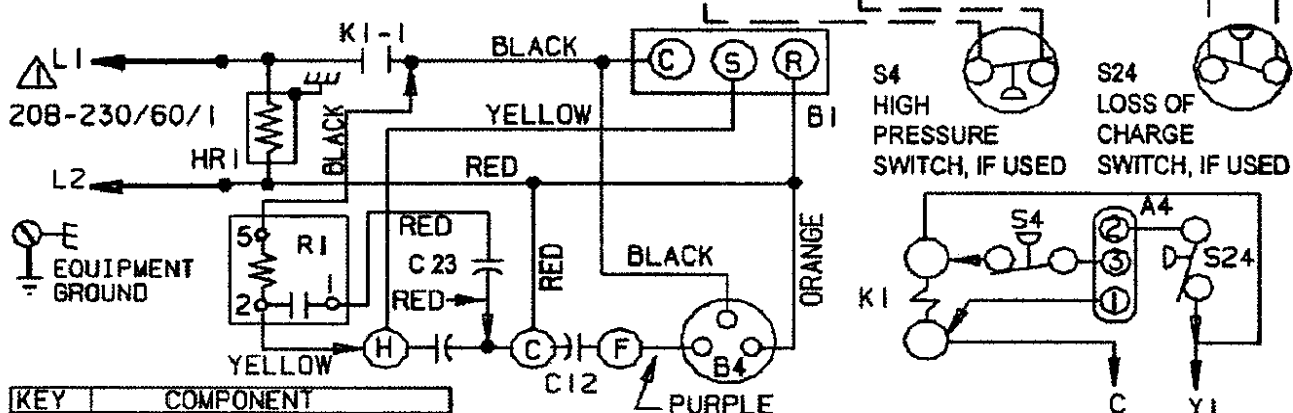 K1-1
BLACK
L1
208-230/60/1
HR1
BLACK
YELLOW
C
S
R
B1
S4
HIGH
PRESSURE
SWITCH, IF USED
S24
LOSS OF
CHARGE
SWITCH, IF USED
L2
RED
EQUIPMENT
GROUND
5
R1
2
1
RED
C 23
RED
RED
BLACK
ORANGE
YELLOW
H
C
F
C12
B4
PURPLE
K1
S4
A4
2
3
1
S24
C
Y1
KEY COMPONENT